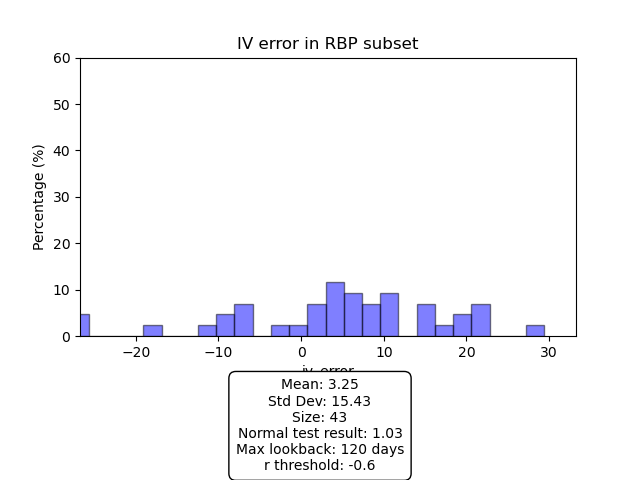 IV error in RBP subset
60
50
40
30
20
10
0
Percentage (%)
−20
−10
0
10
20
30
iv_error
Mean: 3.25
Std Dev: 15.43
Size: 43
Normal test result: 1.03
Max lookback: 120 days
r threshold: -0.6